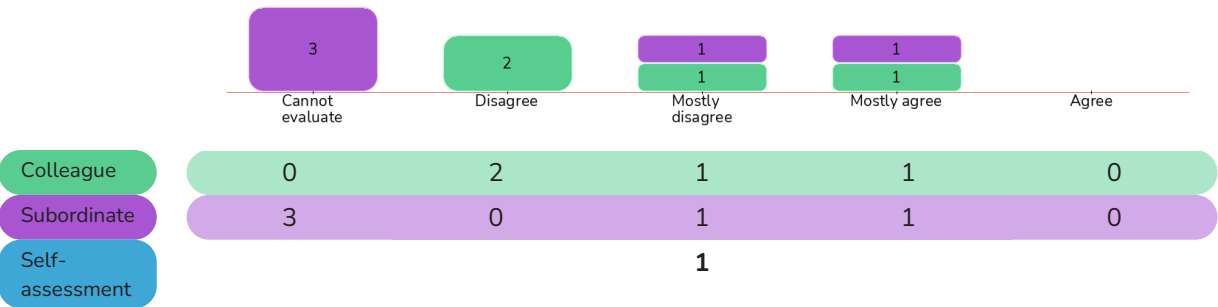 3
2
1
1
1
1
Cannot
evaluate
Disagree
Mostly
disagree
Mostly agree
Agree
Colleague
0 2 1 1 0
Subordinate
3 0 1 1 0
Self-
assessment
1